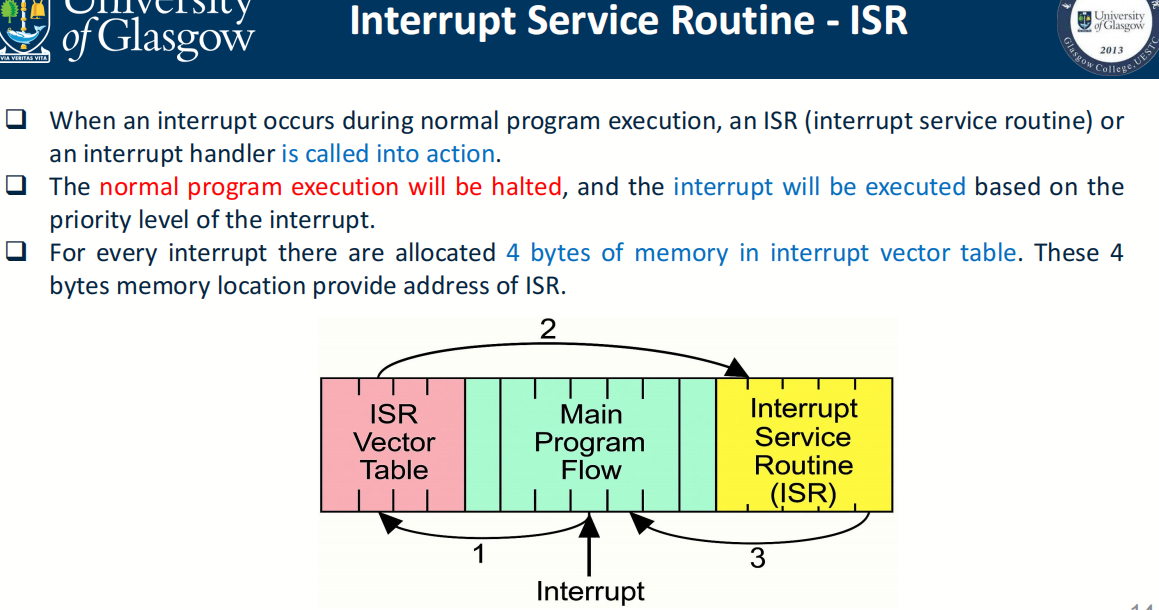 University
of Glasgow
VIA VERITAS VITA
Interrupt Service Routine - ISR
University
of Glasgow
2013
Glasgow College, UESTC
❑ When an interrupt occurs during normal program execution, an ISR (interrupt service routine) or
an interrupt handler is called into action.
❑ The normal program execution will be halted, and the interrupt will be executed based on the
priority level of the interrupt.
❑ For every interrupt there are allocated 4 bytes of memory in interrupt vector table. These 4
bytes memory location provide address of ISR.
2
ISR
Vector
Table
Main
Program
Flow
Interrupt
Service
Routine
(ISR)
1
3
Interrupt